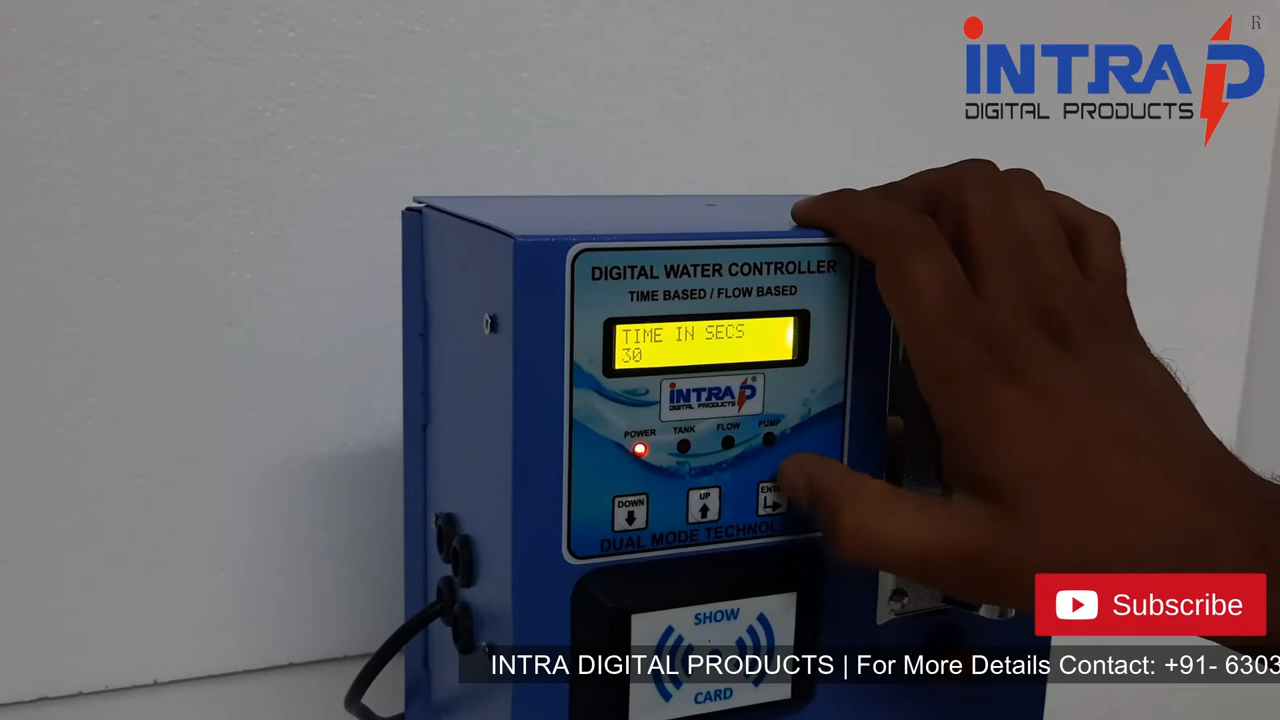 INTRA
DIGITAL PRODUCTS
R
DIGITAL WATER CONTROLLER
TIME BASED / FLOW BASED
TIME IN SECS
30
INTRA
DIGITAL PRODUCTS
POWER TANK FLOW PUMP
DOWN UP
DUAL MODE
SHOW
CARD
Subscribe
INTRA DIGITAL PRODUCTS | For More Details Contact: +91- 6303